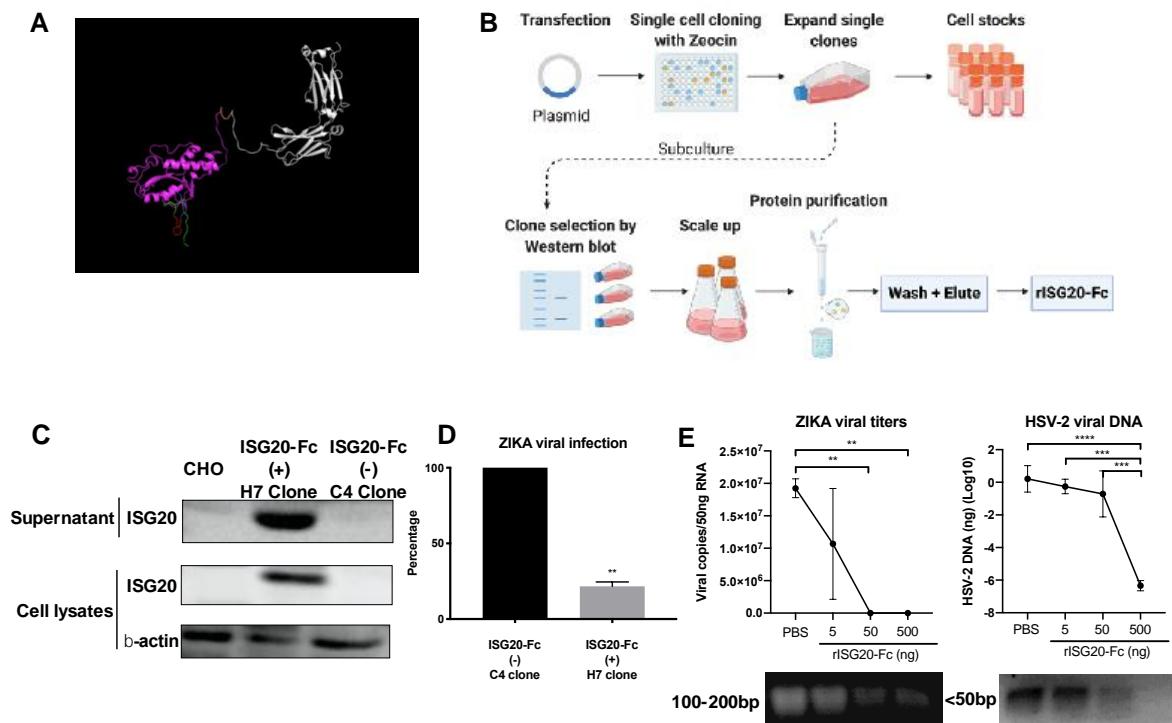 A
B
Transfection
Single cell cloning
with Zeocin
Expand single
clones
Cell stocks
Plasmid
Subculture
Clone selection by
Western blot
Scale up
Protein purification
Wash + Elute
rISG20-Fc
C
CHO
ISG20-Fc
(+)
H7 Clone
ISG20-Fc
(-)
C4 Clone
Supernatant
ISG20
Cell lysates
ISG20
b-actin
D
ZIKA viral infection
Percentage
100
50
0
**
ISG20-Fc
(-)
C4 clone
ISG20-Fc
(+)
H7 clone
E
ZIKA viral titers
Viral copies/50ng RNA
2.5×10⁷
2.0×10⁷
1.5×10⁷
1.0×10⁷
5.0×10⁶
0.0
**
**
PBS
5
50
500
rISG20-Fc (ng)
100-200bp
HSV-2 viral DNA
HSV-2 DNA (ng) (Log10)
2
0
-2
-4
-6
-8
****
***
***
PBS
5
50
500
rISG20-Fc (ng)
<50bp